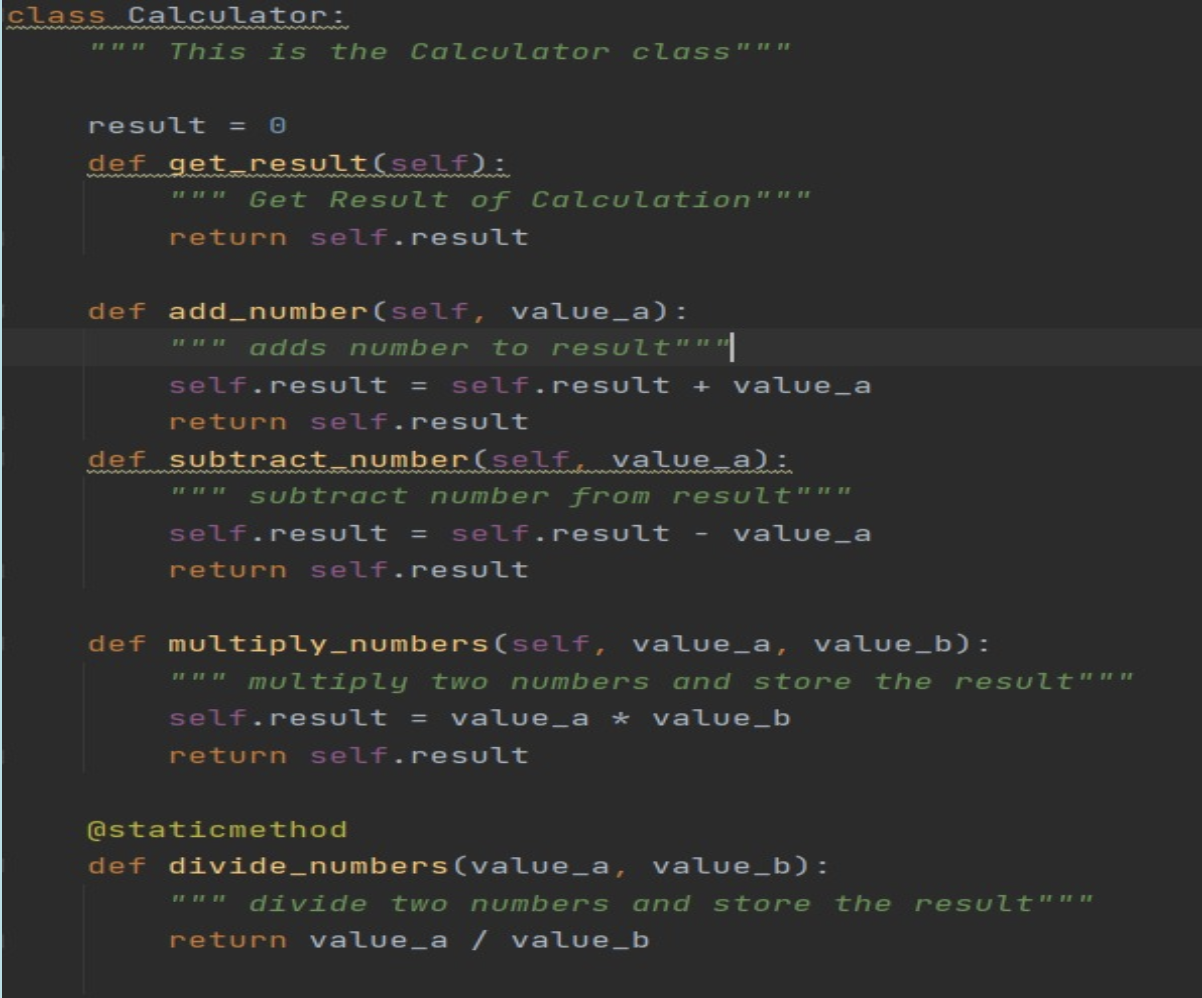 class Calculator:
    """ This is the Calculator class"""

    result = 0
    def get_result(self):
        """ Get Result of Calculation"""
        return self.result

    def add_number(self, value_a):
        """ adds number to result"""
        self.result = self.result + value_a
        return self.result
    def subtract_number(self, value_a):
        """ subtract number from result"""
        self.result = self.result - value_a
        return self.result

    def multiply_numbers(self, value_a, value_b):
        """ multiply two numbers and store the result"""
        self.result = value_a * value_b
        return self.result

    @staticmethod
    def divide_numbers(value_a, value_b):
        """ divide two numbers and store the result"""
        return value_a / value_b